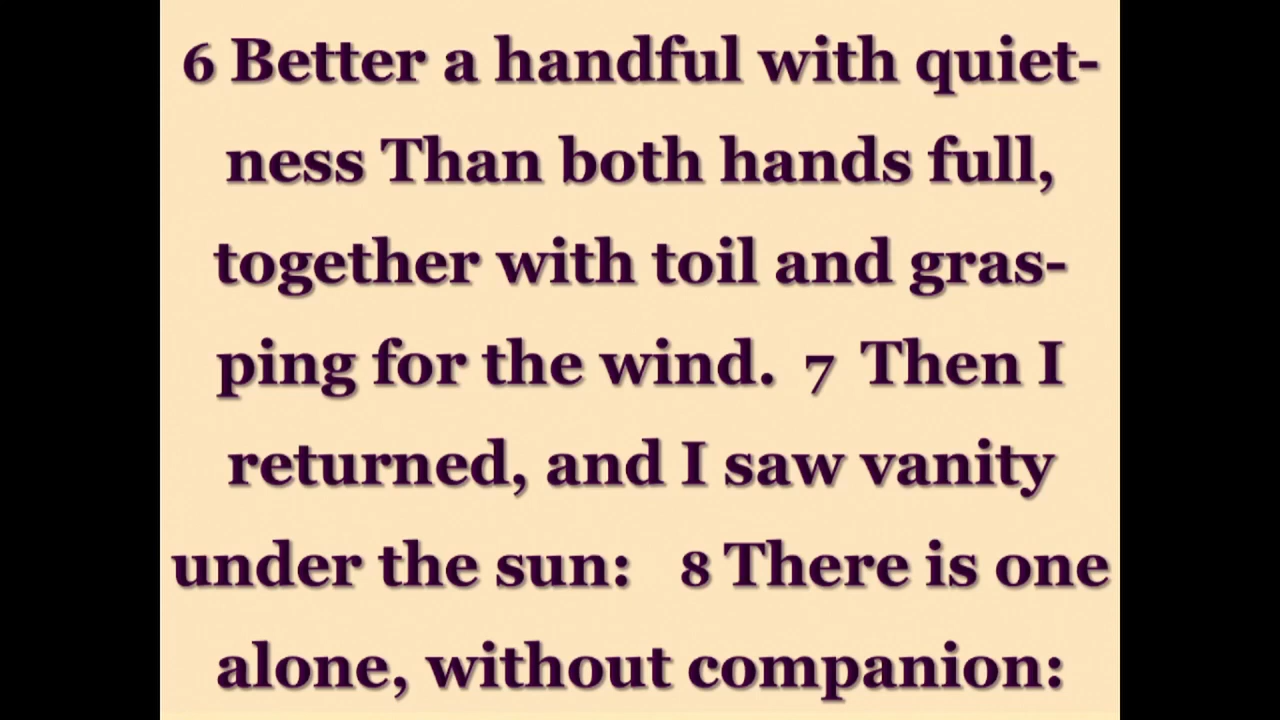 6 Better a handful with quiet-
ness Than both hands full,
together with toil and gras-
ping for the wind. 7 Then I
returned, and I saw vanity
under the sun: 8 There is one
alone, without companion: